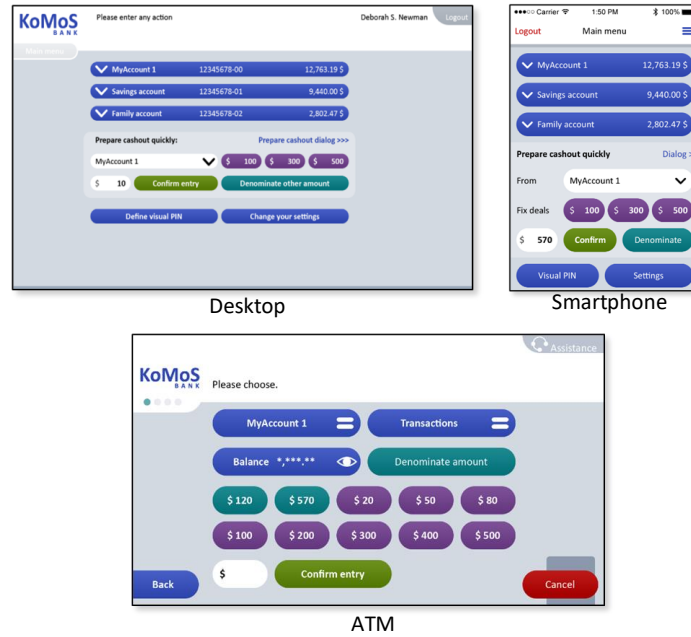 KoMoS
BANK
Please enter any action
Deborah S. Newman
Logout
Main menu
MyAccount 1 12345678-00 12,763.19 $
Savings account 12345678-01 9,440.00 $
Family account 12345678-02 2,802.47 $
Prepare cashout quickly: Prepare cashout dialog >>>
MyAccount 1 $ 100 $ 300 $ 500
$ 10 Confirm entry Denominate other amount
Define visual PIN Change your settings
Desktop
Carrier 1:50 PM 100%
Logout Main menu
MyAccount 1 12,763.19 $
Savings account 9,440.00 $
Family account 2,802.47 $
Prepare cashout quickly Dialog >
From MyAccount 1
Fix deals $ 100 $ 300 $ 500
$ 570 Confirm Denominate
Visual PIN Settings
Smartphone
Assistance
KoMoS
BANK
Please choose.
MyAccount 1 Transactions
Balance *,***.** Denominate amount
$ 120 $ 570 $ 20 $ 50 $ 80
$ 100 $ 200 $ 300 $ 400 $ 500
$ Confirm entry
Back Cancel
ATM